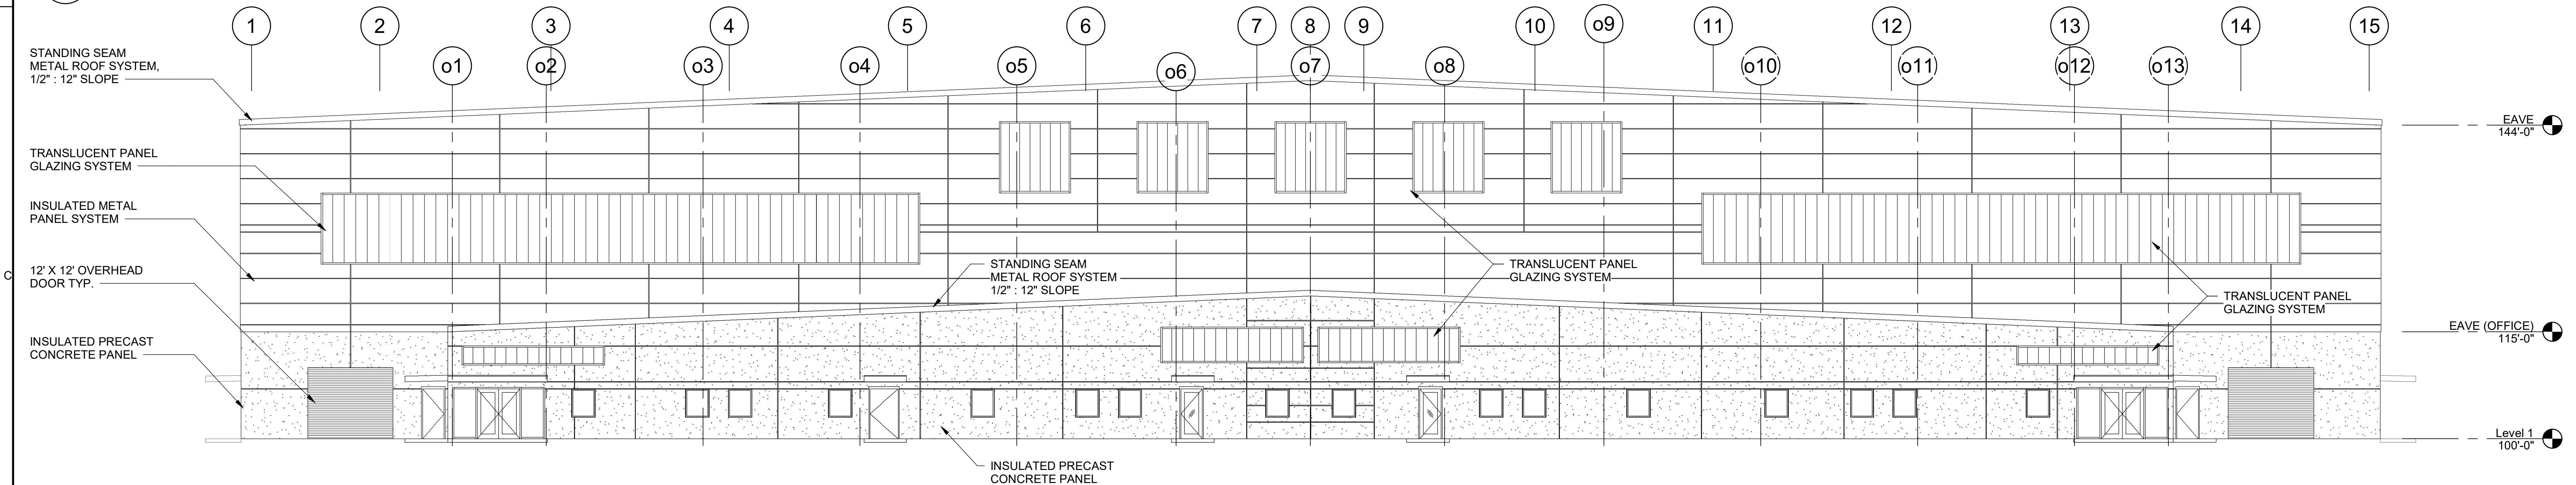 1 2 3 4 5 6 7 8 9 10 o9 11 12 13 14 15
o1 o2 o3 o4 o5 o6 o7 o8 o10 o11 o12 o13
STANDING SEAM
METAL ROOF SYSTEM,
1/2" : 12" SLOPE
TRANSLUCENT PANEL
GLAZING SYSTEM
INSULATED METAL
PANEL SYSTEM
C
12' X 12' OVERHEAD
DOOR TYP.
INSULATED PRECAST
CONCRETE PANEL
STANDING SEAM
METAL ROOF SYSTEM
1/2" : 12" SLOPE
INSULATED PRECAST
CONCRETE PANEL
TRANSLUCENT PANEL
GLAZING SYSTEM
TRANSLUCENT PANEL
GLAZING SYSTEM
EAVE
144'-0"
EAVE (OFFICE)
115'-0"
Level 1
100'-0"